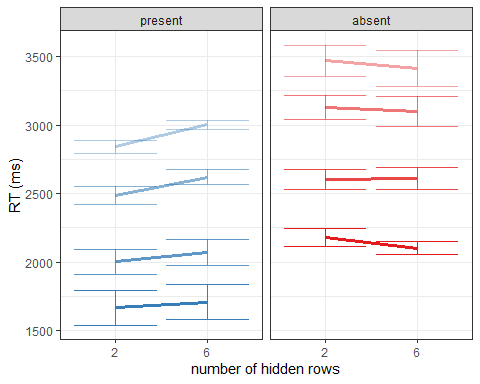 present
absent
RT (ms)
3500
3000
2500
2000
1500
2
6
2
6
number of hidden rows